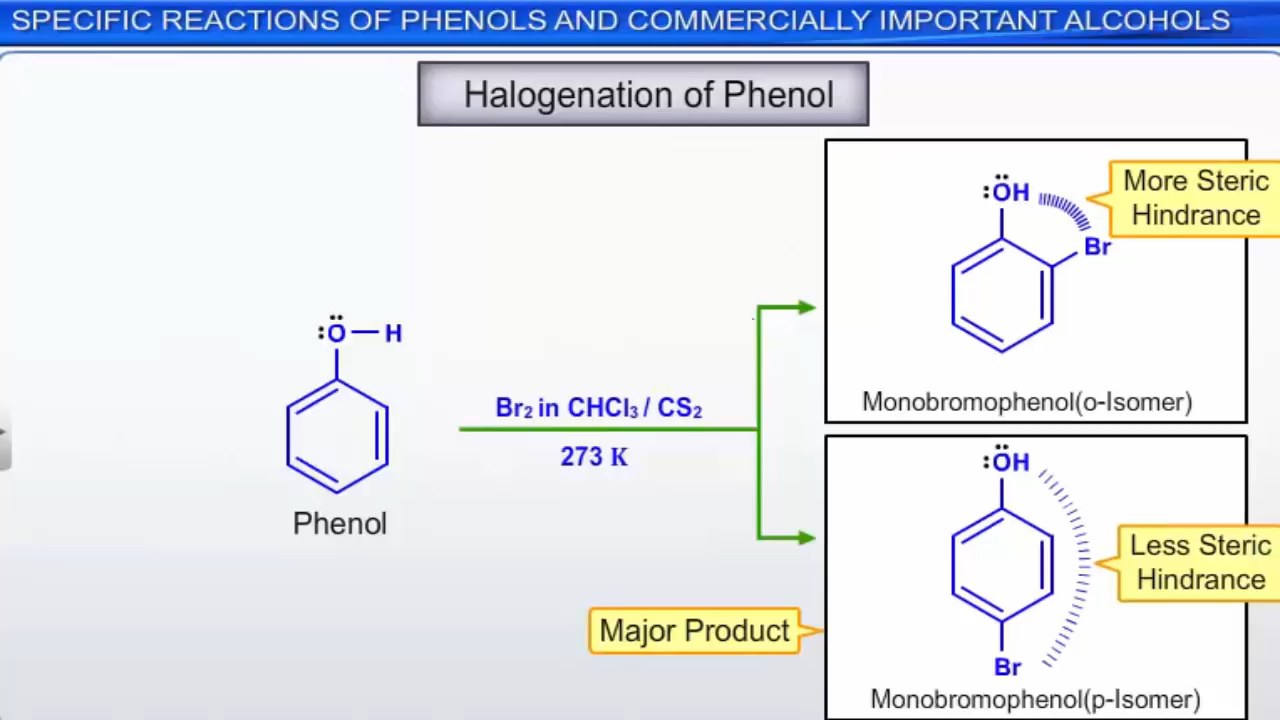 SPECIFIC REACTIONS OF PHENOLS AND COMMERCIALLY IMPORTANT ALCOHOLS
Halogenation of Phenol
:ÖH
More Steric
Hindrance
Br
Monobromophenol(o-Isomer)
:Ö—H
Br₂ in CHCl₃ / CS₂
273 K
Phenol
:ÖH
Less Steric
Hindrance
Major Product
Br
Monobromophenol(p-Isomer)